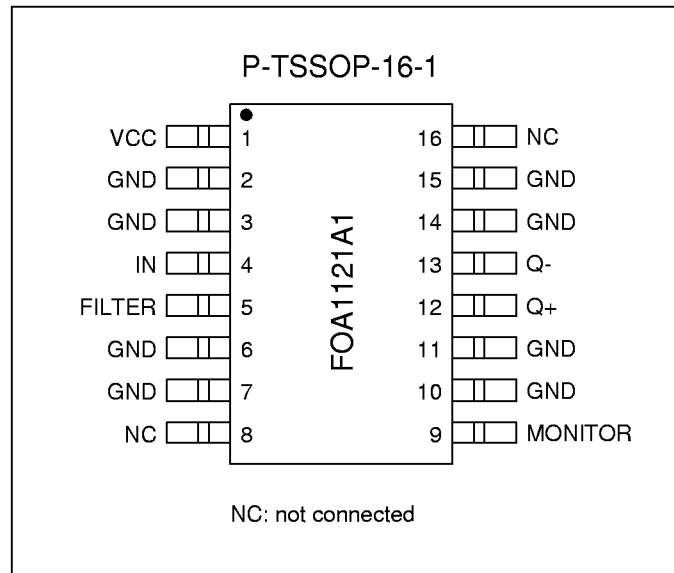 P-TSSOP-16-1
VCC 1 16 NC
GND 2 15 GND
GND 3 14 GND
IN 4 13 Q-
FILTER 5 12 Q+
GND 6 11 GND
GND 7 10 GND
NC 8 9 MONITOR
FOA1121A1
NC: not connected